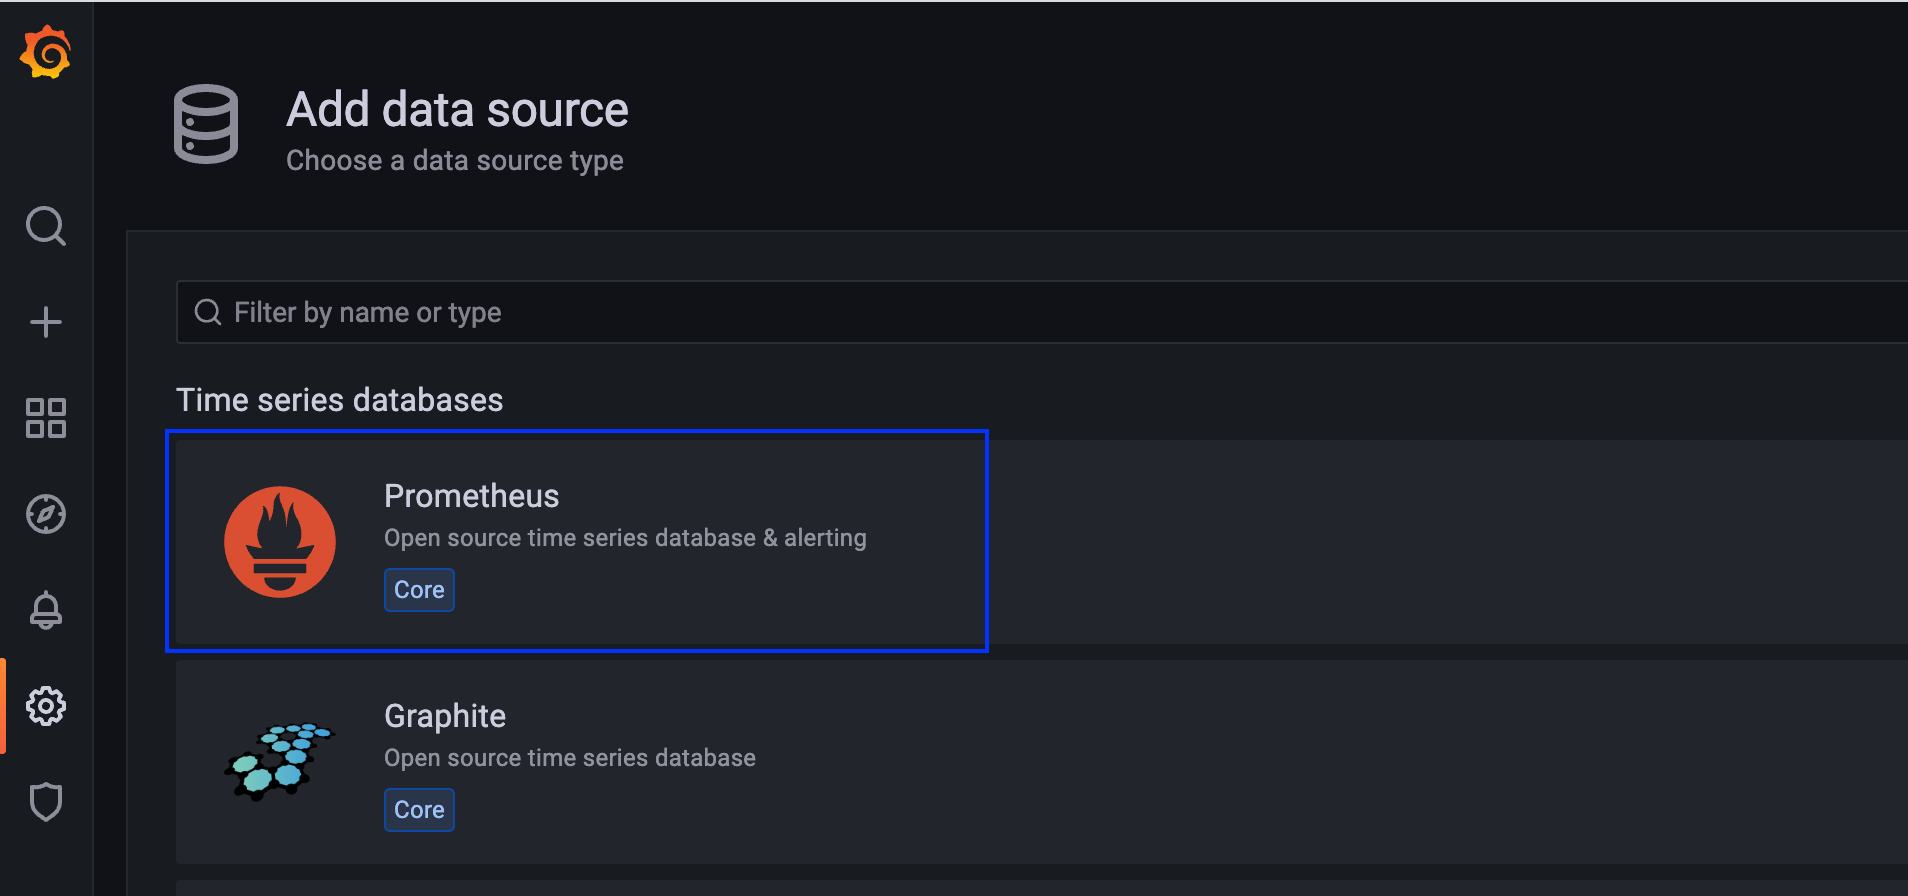 Add data source
Choose a data source type
Filter by name or type
Time series databases
Prometheus
Open source time series database & alerting
Core
Graphite
Open source time series database
Core